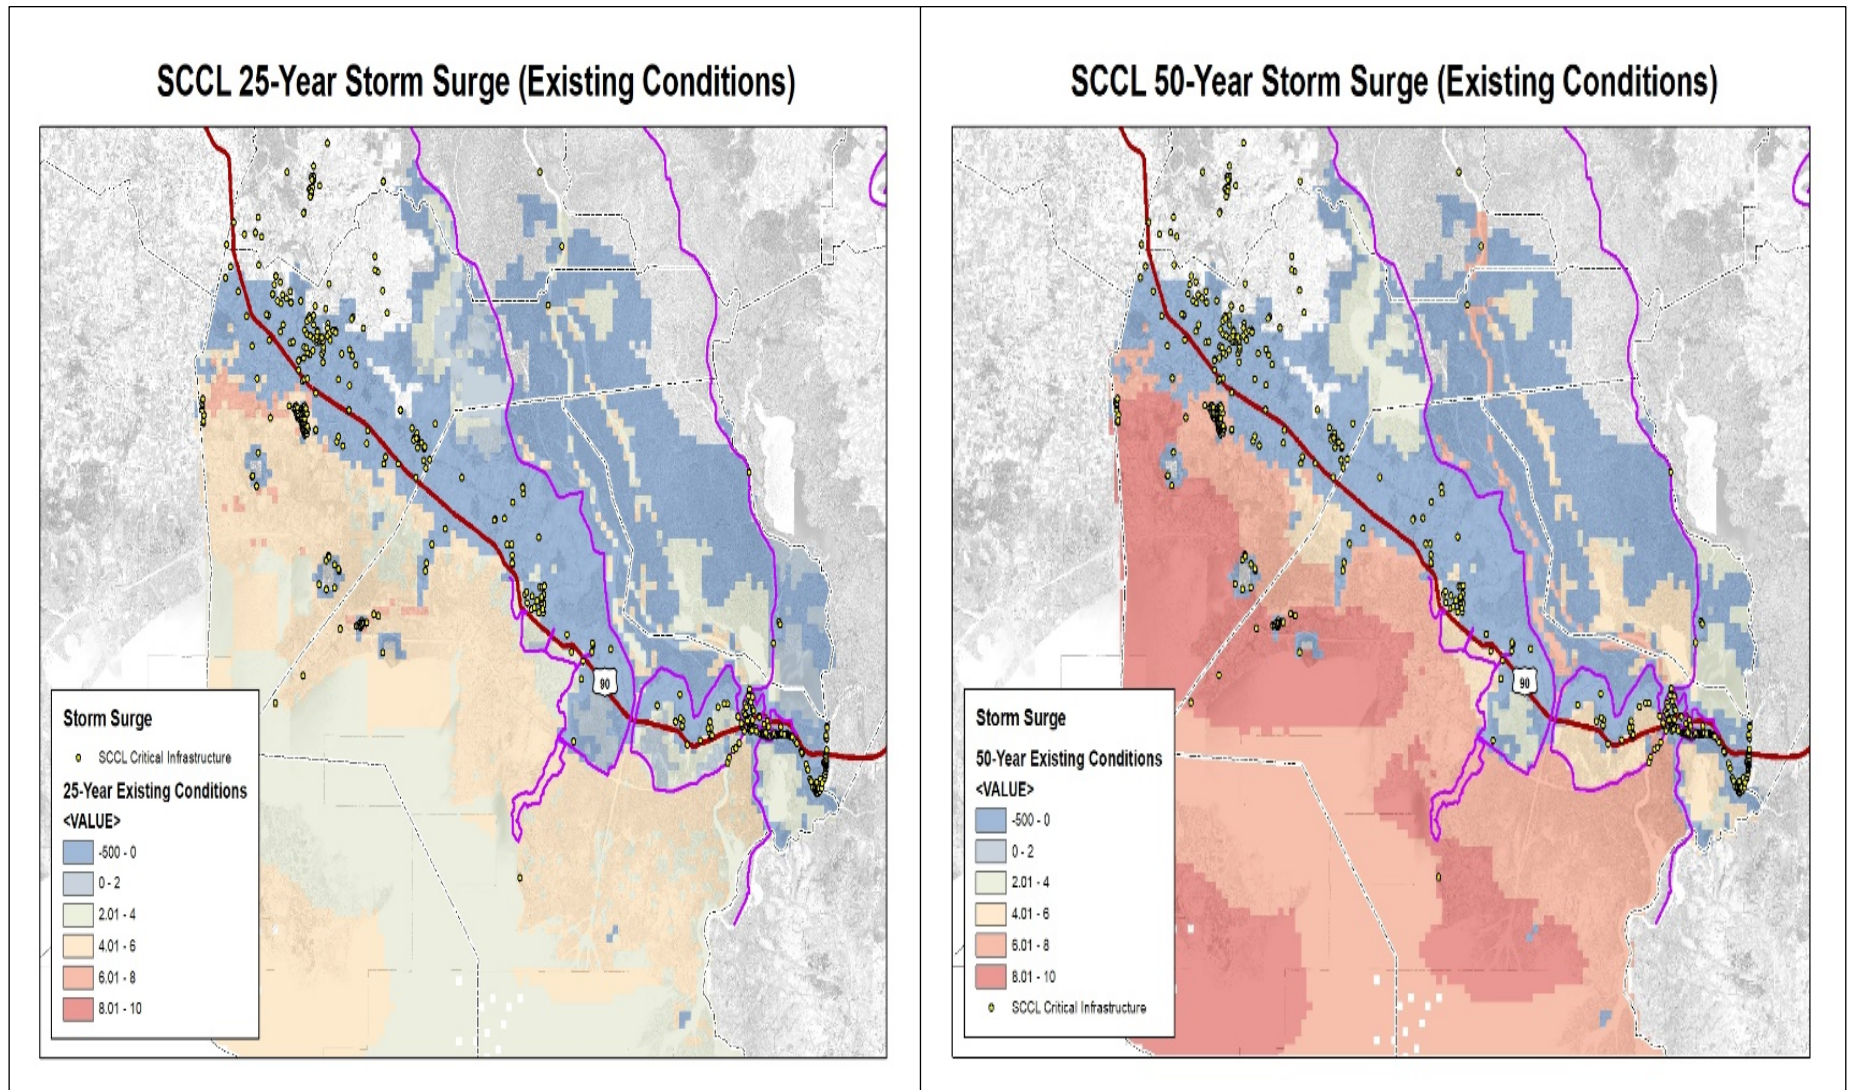 SCCL 25-Year Storm Surge (Existing Conditions)
90
Storm Surge
SCCL Critical Infrastructure
25-Year Existing Conditions
<VALUE>
-500 - 0
0 - 2
2.01 - 4
4.01 - 6
6.01 - 8
8.01 - 10
SCCL 50-Year Storm Surge (Existing Conditions)
90
Storm Surge
50-Year Existing Conditions
<VALUE>
-500 - 0
0 - 2
2.01 - 4
4.01 - 6
6.01 - 8
8.01 - 10
SCCL Critical Infrastructure